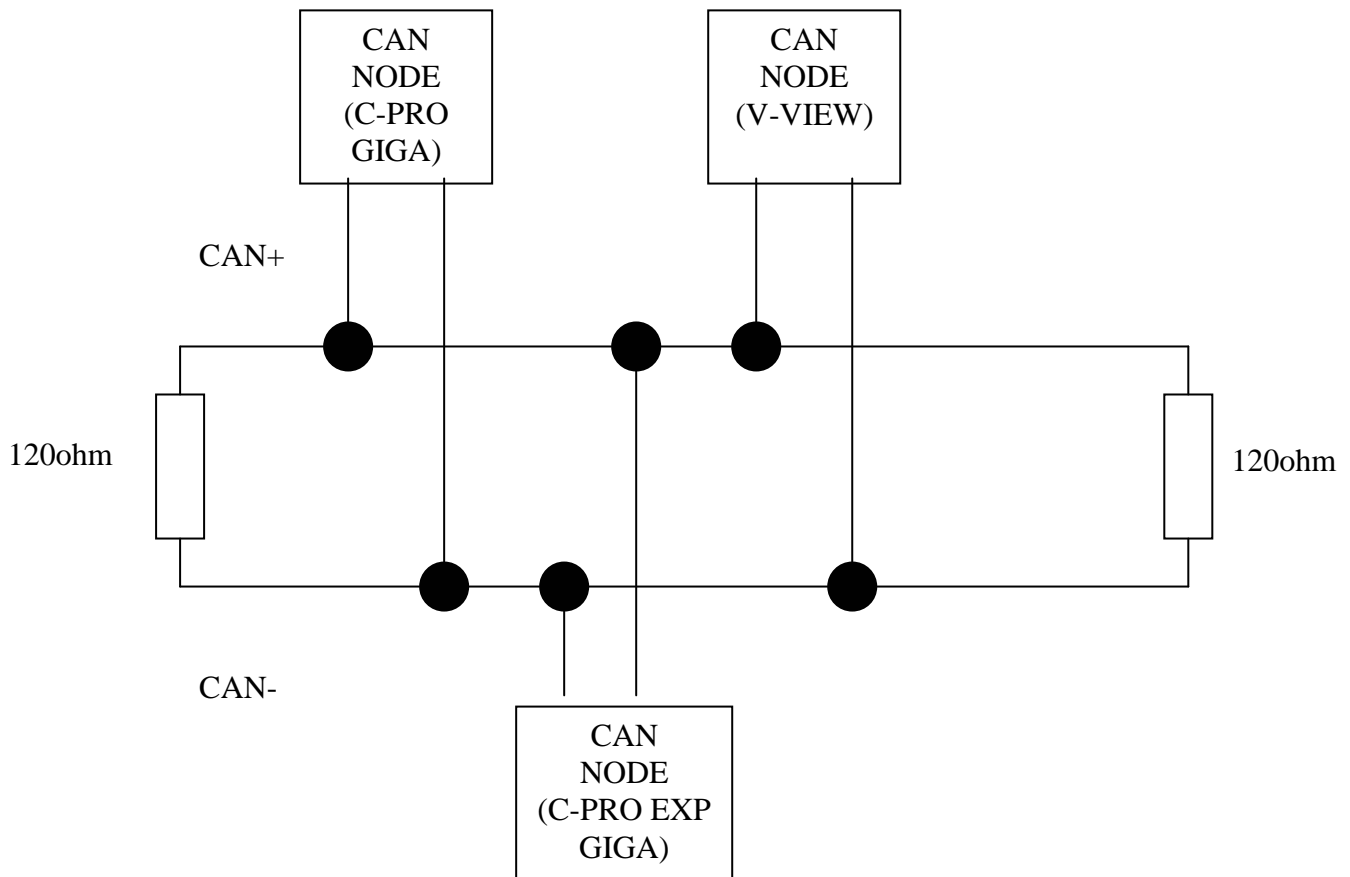 CAN
NODE
(C-PRO
GIGA)
CAN
NODE
(V-VIEW)
CAN+
120ohm
120ohm
CAN-
CAN
NODE
(C-PRO EXP
GIGA)